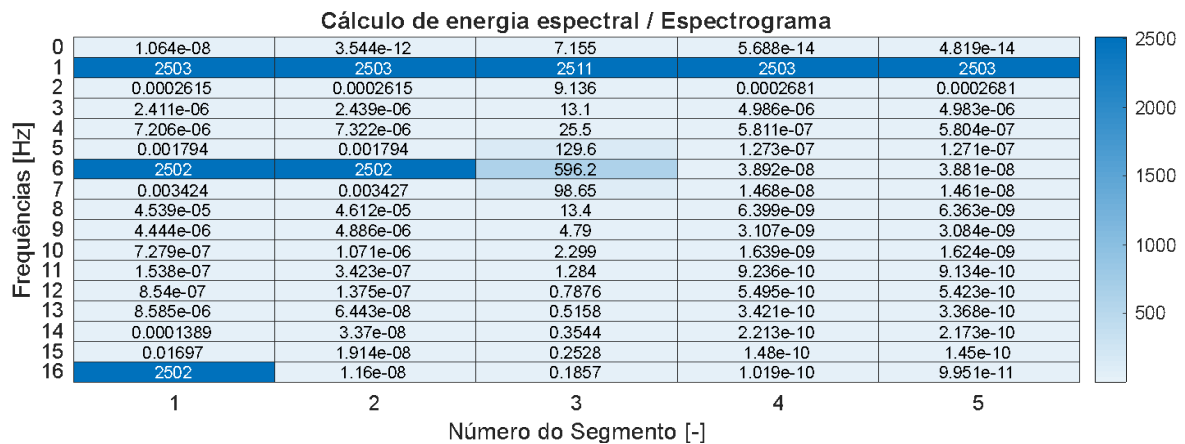 Cálculo de energia espectral / Espectrograma
Frequências [Hz]
0 1.064e-08 3.544e-12 7.155 5.688e-14 4.819e-14
1 2503 2503 2511 2503 2503
2 0.0002615 0.0002615 9.136 0.0002681 0.0002681
3 2.411e-06 2.439e-06 13.1 4.986e-06 4.983e-06
4 7.206e-06 7.322e-06 25.5 5.811e-07 5.804e-07
5 0.001794 0.001794 129.6 1.273e-07 1.271e-07
6 2502 2502 596.2 3.892e-08 3.881e-08
7 0.003424 0.003427 98.65 1.468e-08 1.461e-08
8 4.539e-05 4.612e-05 13.4 6.399e-09 6.363e-09
9 4.444e-06 4.886e-06 4.79 3.107e-09 3.084e-09
10 7.279e-07 1.071e-06 2.299 1.639e-09 1.624e-09
11 1.538e-07 3.423e-07 1.284 9.236e-10 9.134e-10
12 8.54e-07 1.375e-07 0.7876 5.495e-10 5.423e-10
13 8.585e-06 6.443e-08 0.5158 3.421e-10 3.368e-10
14 0.0001389 3.37e-08 0.3544 2.213e-10 2.173e-10
15 0.01697 1.914e-08 0.2528 1.48e-10 1.45e-10
16 2502 1.16e-08 0.1857 1.019e-10 9.951e-11
1 2 3 4 5
Número do Segmento [-]
2500
2000
1500
1000
500